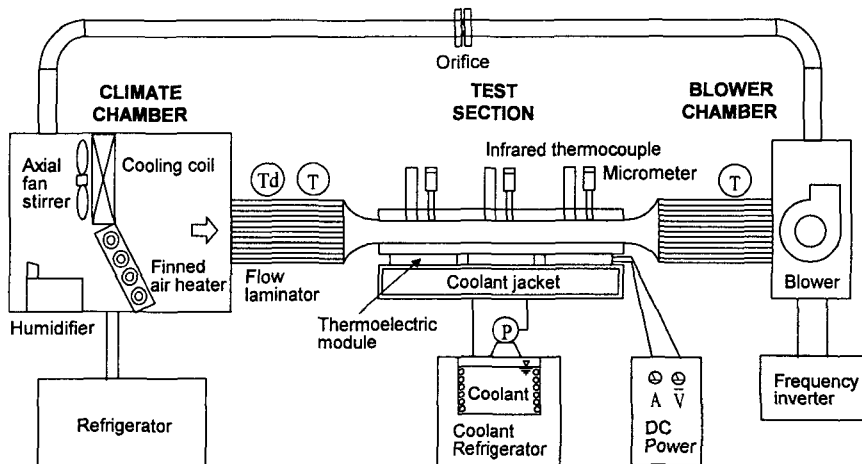 Orifice
CLIMATE
CHAMBER
TEST
SECTION
BLOWER
CHAMBER
Axial
fan
stirrer
Cooling coil
Td
T
Infrared thermocouple
Micrometer
T
Finned
air heater
Flow
laminator
Coolant jacket
Blower
Humidifier
Thermoelectric
module
P
Refrigerator
Coolant
Coolant
Refrigerator
A
V
DC
Power
Frequency
inverter